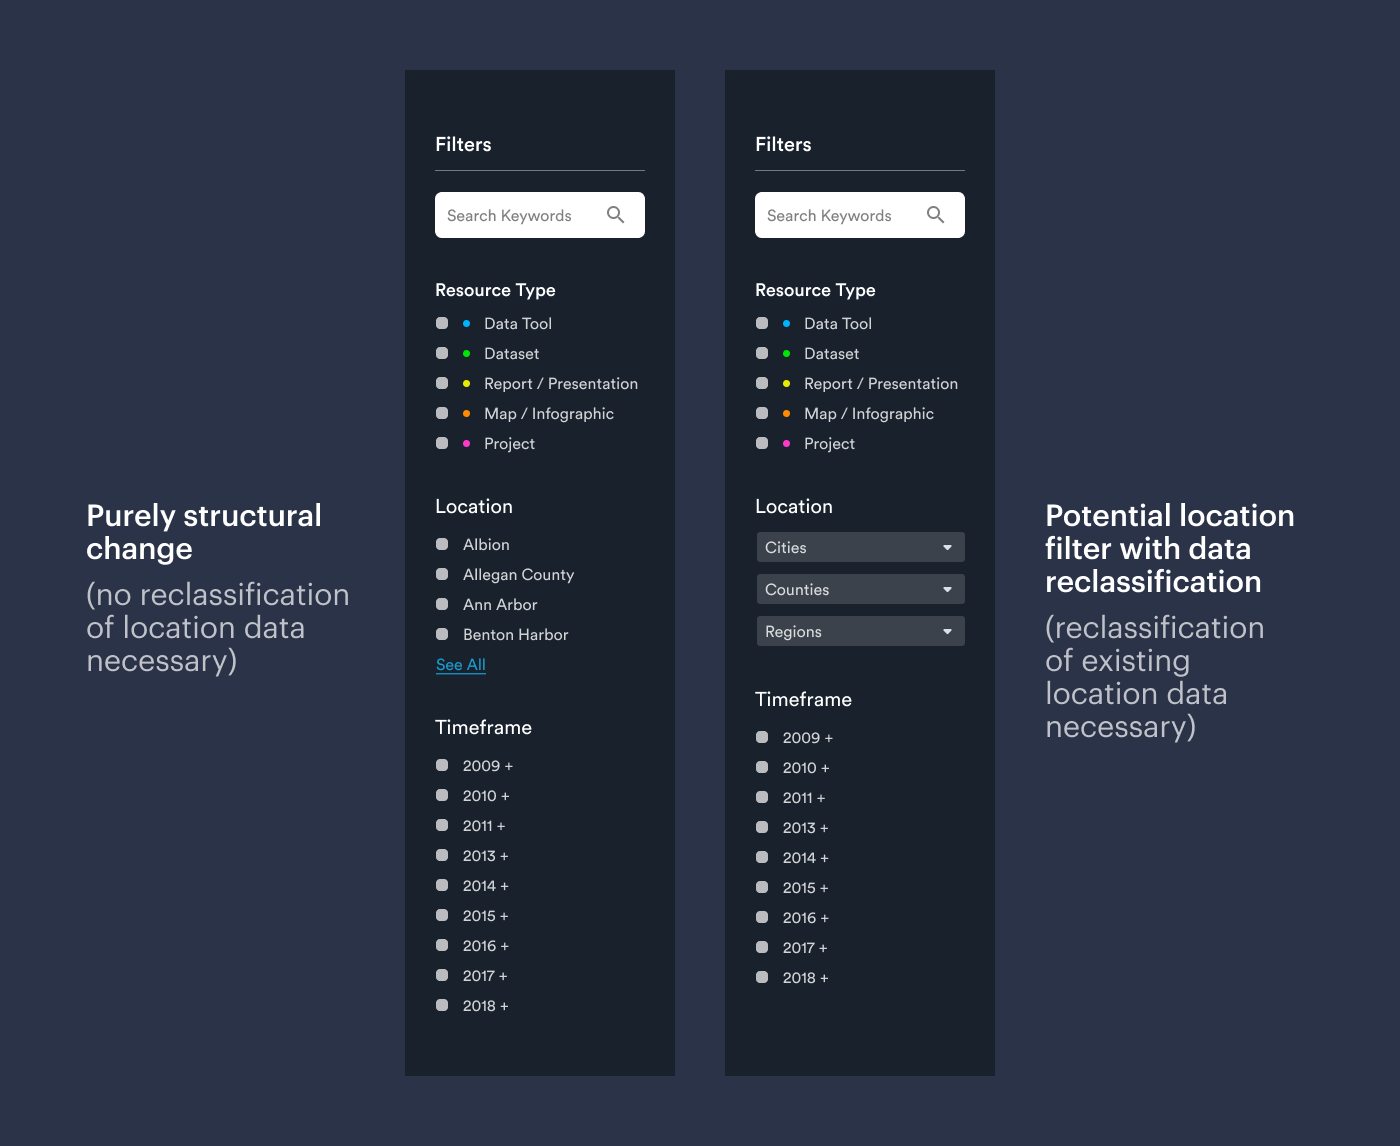 Purely structural
change
(no reclassification
of location data
necessary)
Filters
Search Keywords
Resource Type
Data Tool
Dataset
Report / Presentation
Map / Infographic
Project
Location
Albion
Allegan County
Ann Arbor
Benton Harbor
See All
Timeframe
2009 +
2010 +
2011 +
2013 +
2014 +
2015 +
2016 +
2017 +
2018 +
Filters
Search Keywords
Resource Type
Data Tool
Dataset
Report / Presentation
Map / Infographic
Project
Location
Cities
Counties
Regions
Timeframe
2009 +
2010 +
2011 +
2013 +
2014 +
2015 +
2016 +
2017 +
2018 +
Potential location
filter with data
reclassification
(reclassification
of existing
location data
necessary)